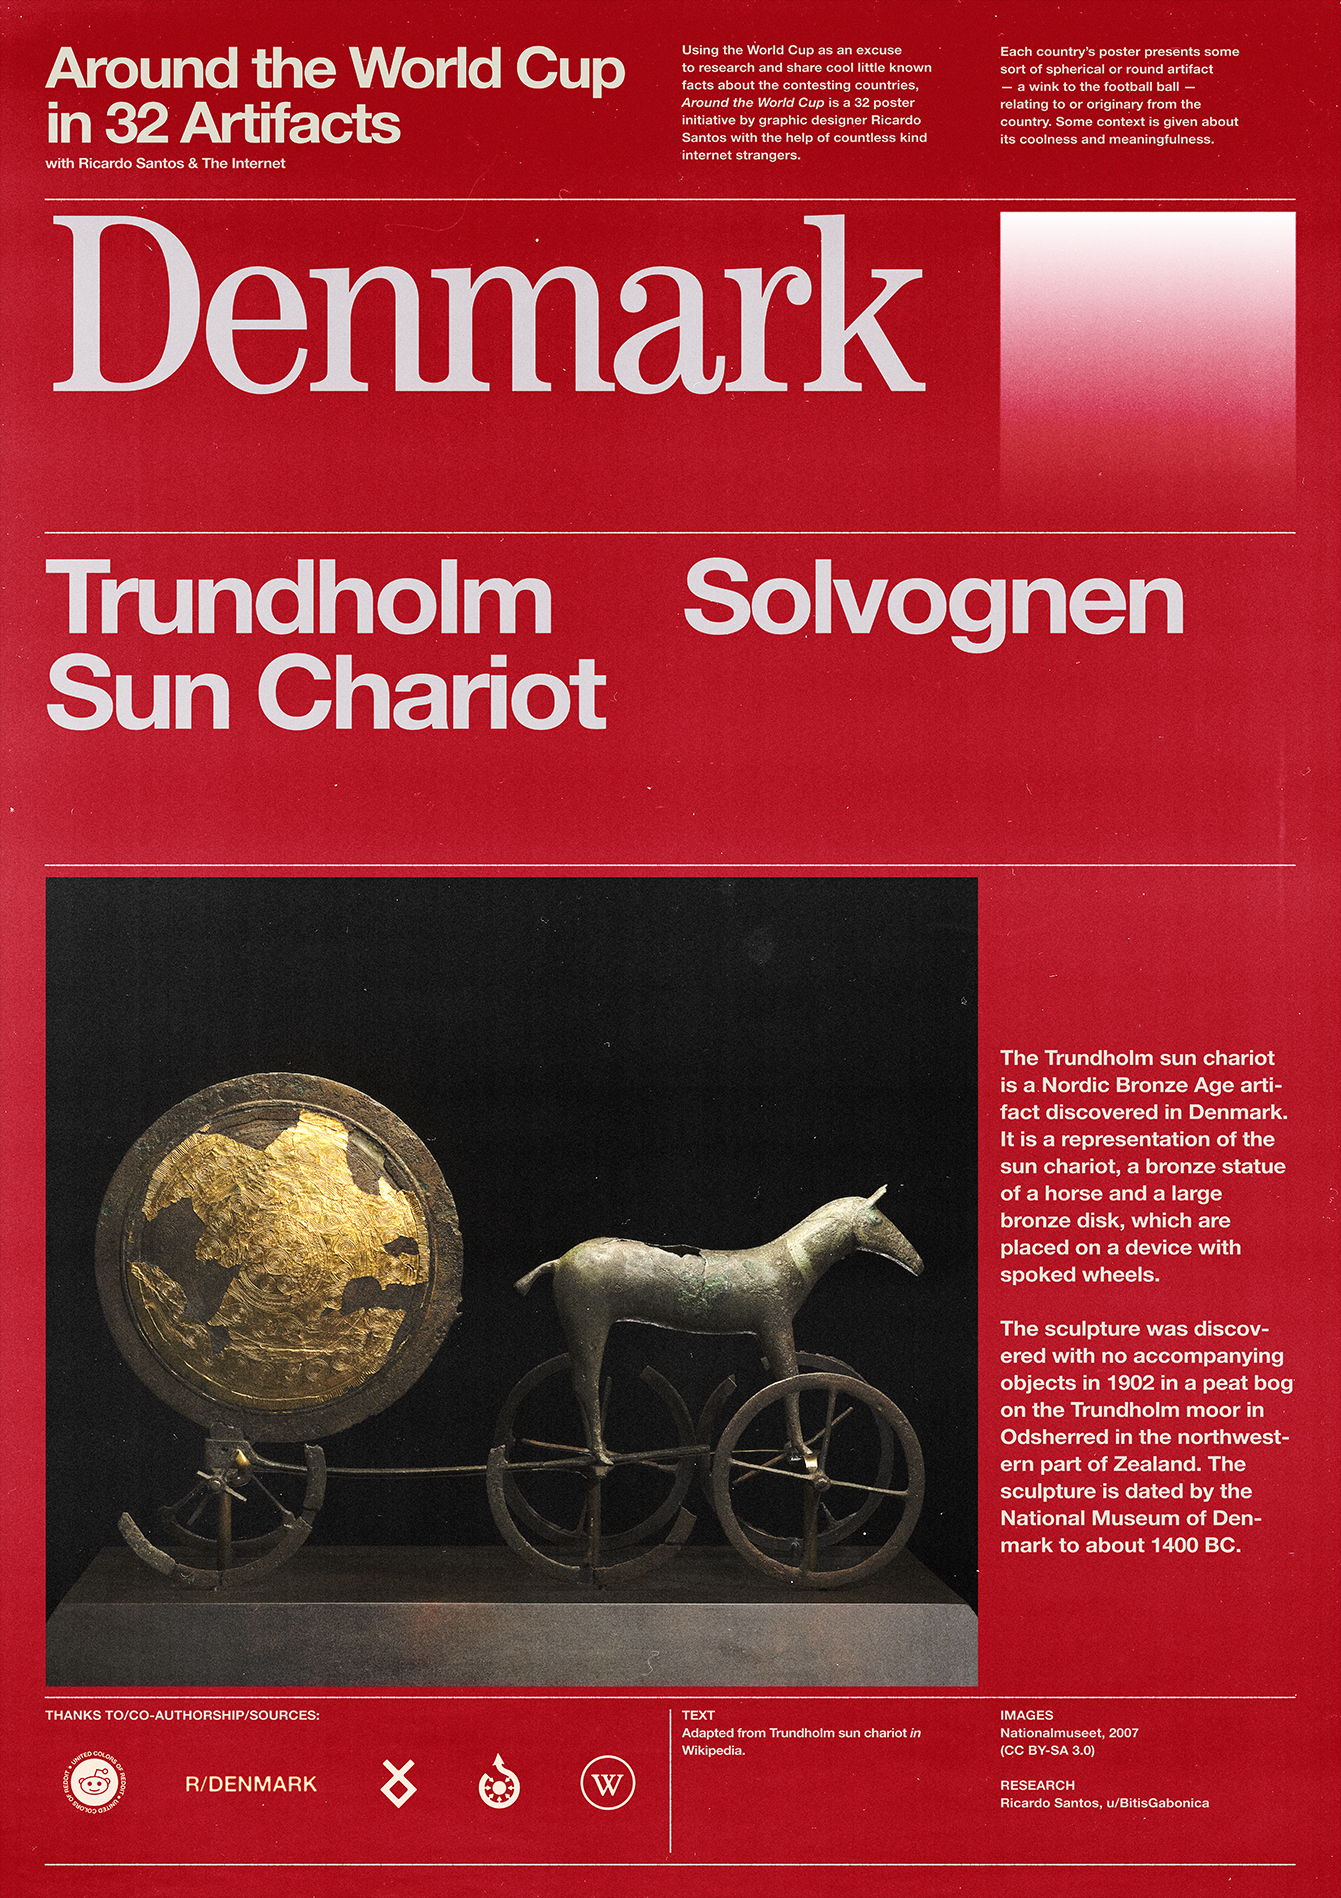 Around the World Cup
in 32 Artifacts
with Ricardo Santos & The Internet
Using the World Cup as an excuse
to research and share cool little known
facts about the contesting countries,
Around the World Cup is a 32 poster
initiative by graphic designer Ricardo
Santos with the help of countless kind
internet strangers.
Each country's poster presents some
sort of spherical or round artifact
— a wink to the football ball —
relating to or originary from the
country. Some context is given about
its coolness and meaningfulness.
Denmark
Trundholm
Sun Chariot
Solvognen
The Trundholm sun chariot
is a Nordic Bronze Age arti-
fact discovered in Denmark.
It is a representation of the
sun chariot, a bronze statue
of a horse and a large
bronze disk, which are
placed on a device with
spoked wheels.
The sculpture was discov-
ered with no accompanying
objects in 1902 in a peat bog
on the Trundholm moor in
Odsherred in the northwest-
ern part of Zealand. The
sculpture is dated by the
National Museum of Den-
mark to about 1400 BC.
THANKS TO/CO-AUTHORSHIP/SOURCES:
UNITED COLORS OF REDDIT • UNITED COLORS OF REDDIT •
R/DENMARK
W
TEXT
Adapted from Trundholm sun chariot in
Wikipedia.
IMAGES
Nationalmuseet, 2007
(CC BY-SA 3.0)
RESEARCH
Ricardo Santos, u/BitisGabonica